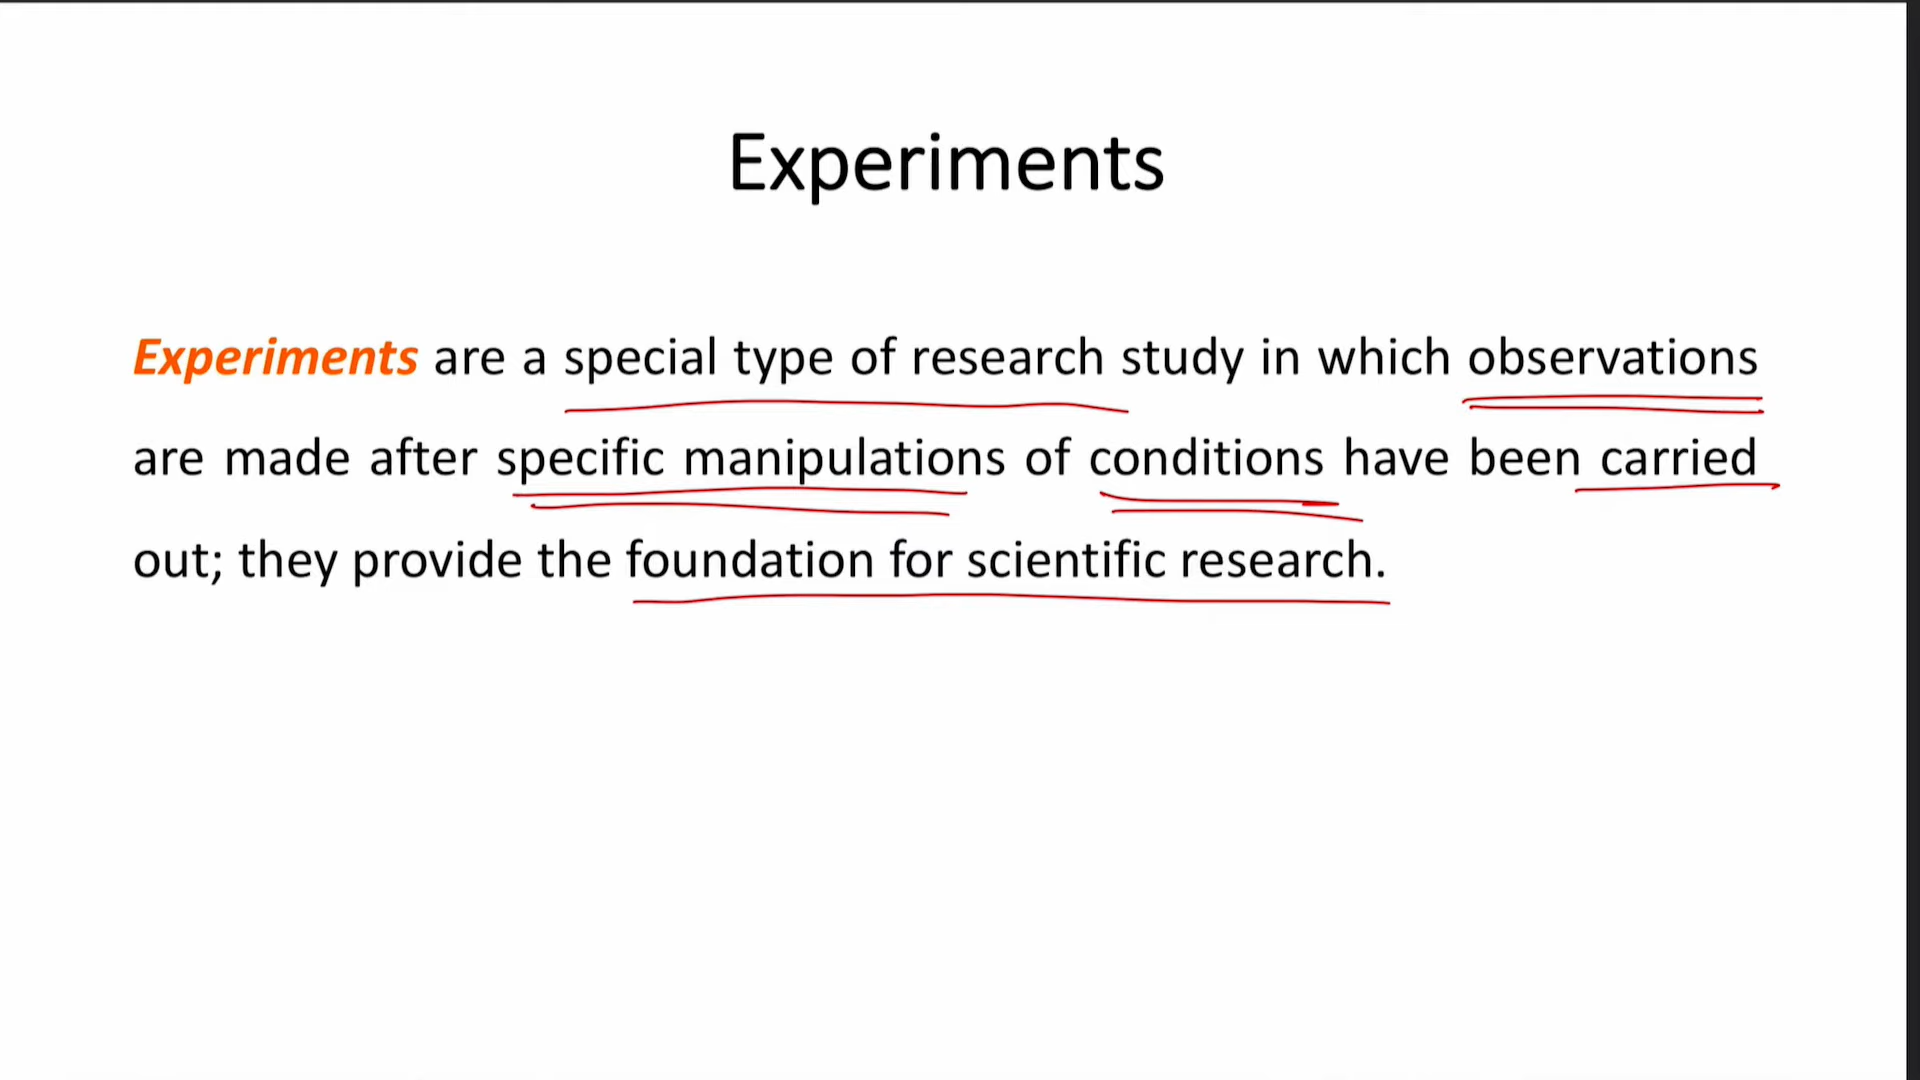 Experiments
Experiments are a special type of research study in which observations
are made after specific manipulations of conditions have been carried
out; they provide the foundation for scientific research.